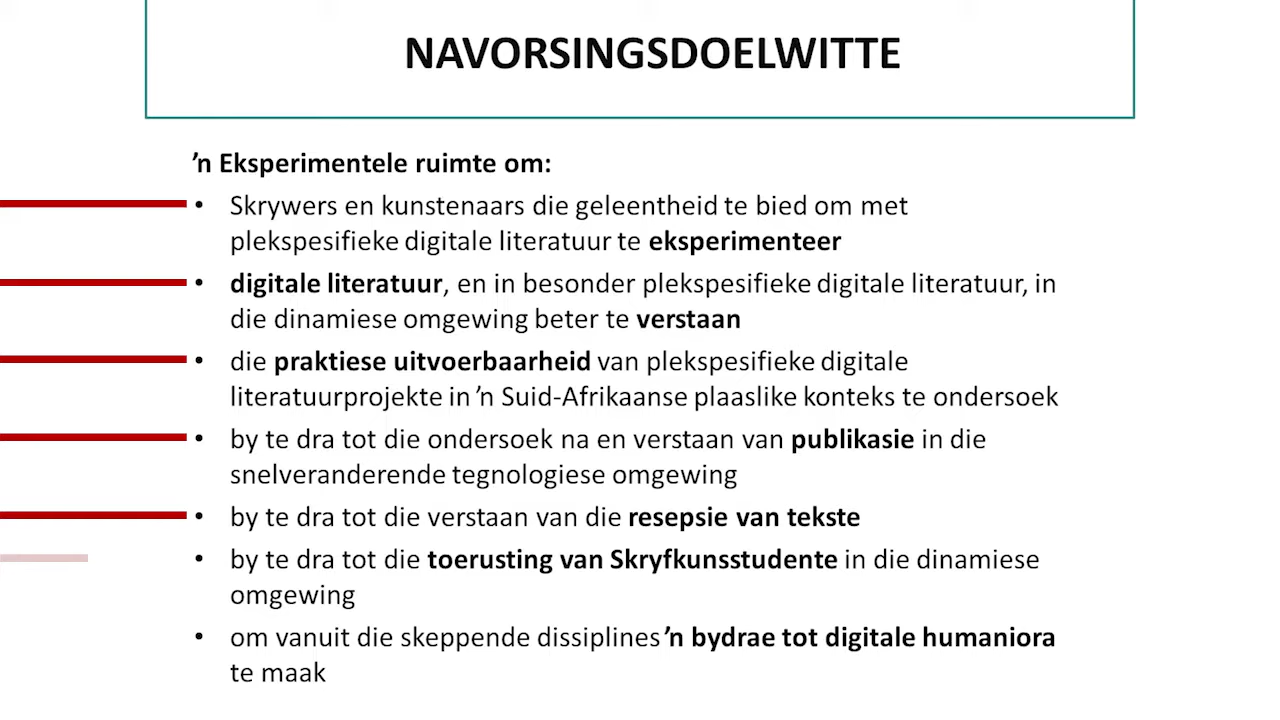 NAVORSINGSDOELWITTE
’n Eksperimentele ruimte om:
• Skrywers en kunstenaars die geleentheid te bied om met
plekspesifieke digitale literatuur te eksperimenteer
• digitale literatuur, en in besonder plekspesifieke digitale literatuur, in
die dinamiese omgewing beter te verstaan
• die praktiese uitvoerbaarheid van plekspesifieke digitale
literatuurprojekte in ’n Suid-Afrikaanse plaaslike konteks te ondersoek
• by te dra tot die ondersoek na en verstaan van publikasie in die
snelveranderende tegnologiese omgewing
• by te dra tot die verstaan van die resepsie van tekste
• by te dra tot die toerusting van Skryfkunsstudente in die dinamiese
omgewing
• om vanuit die skeppende dissiplines ’n bydrae tot digitale humaniora
te maak